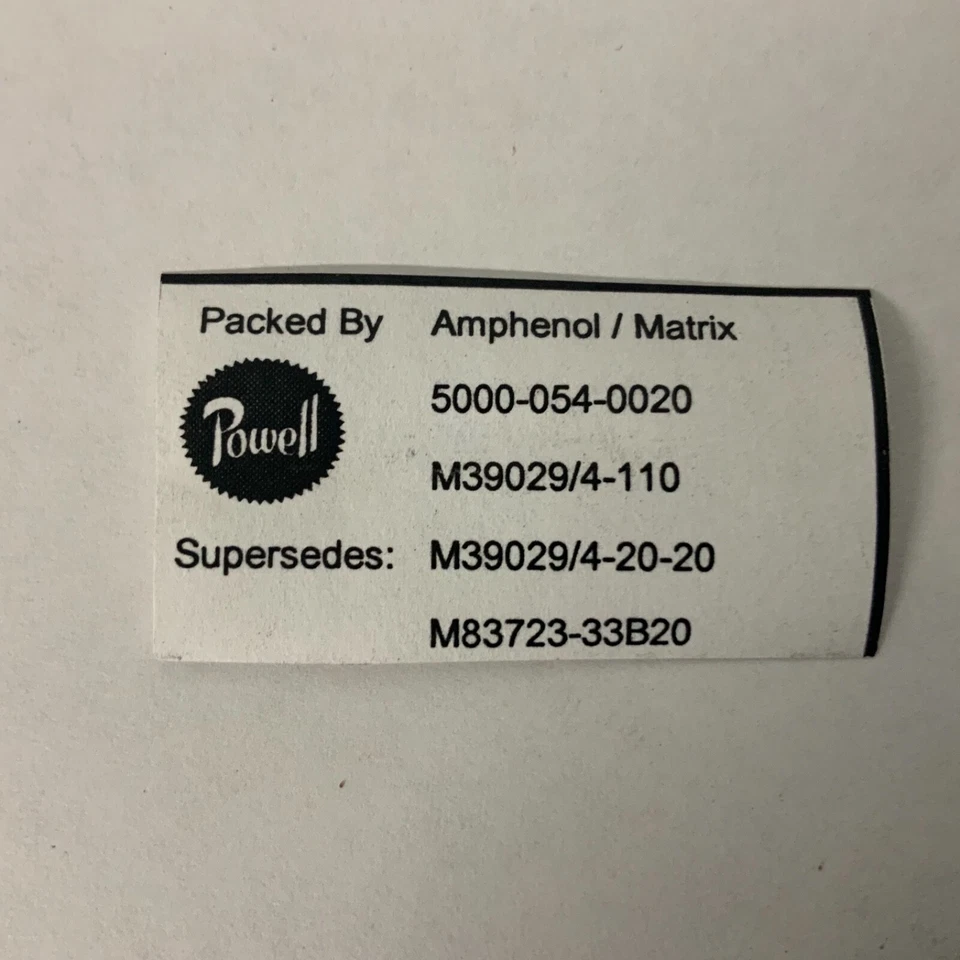 Packed By Amphenol / Matrix
Powell
5000-054-0020
M39029/4-110
Supersedes: M39029/4-20-20
M83723-33B20